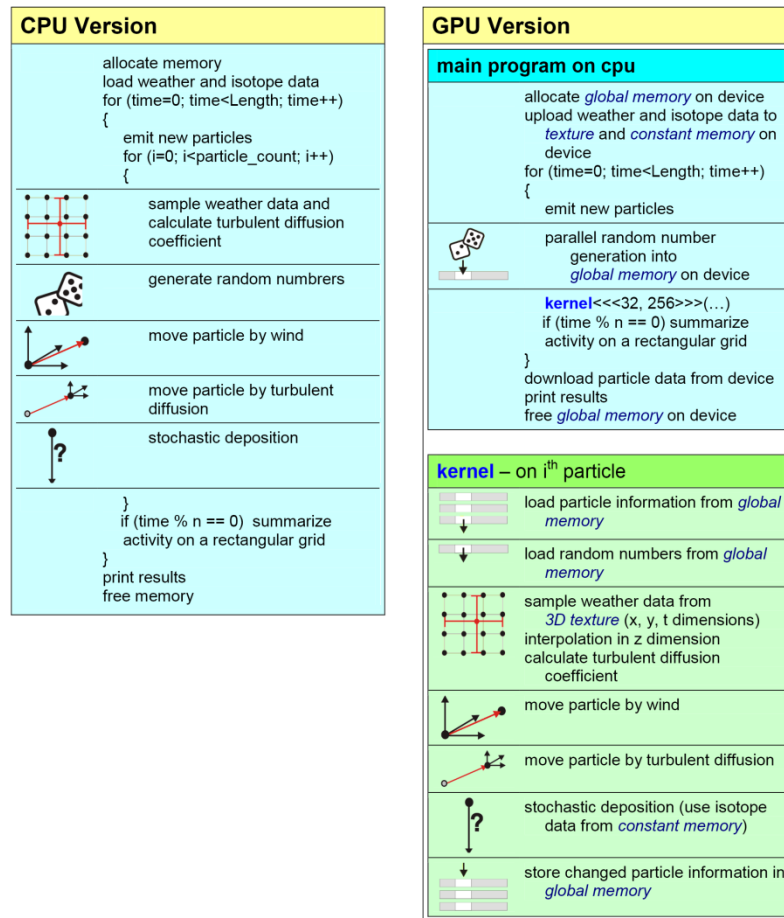 CPU Version
allocate memory
load weather and isotope data
for (time=0; time<Length; time++)
{
emit new particles
for (i=0; i<particle_count; i++)
{
sample weather data and
calculate turbulent diffusion
coefficient
generate random numbrers
move particle by wind
move particle by turbulent
diffusion
?
stochastic deposition
}
if (time % n == 0) summarize
activity on a rectangular grid
}
print results
free memory
GPU Version
main program on cpu
allocate global memory on device
upload weather and isotope data to
texture and constant memory on
device
for (time=0; time<Length; time++)
{
emit new particles
parallel random number
generation into
global memory on device
kernel<<<32, 256>>>(...)
if (time % n == 0) summarize
activity on a rectangular grid
}
download particle data from device
print results
free global memory on device
kernel – on ith particle
load particle information from global
memory
load random numbers from global
memory
sample weather data from
3D texture (x, y, t dimensions)
interpolation in z dimension
calculate turbulent diffusion
coefficient
move particle by wind
move particle by turbulent diffusion
?
stochastic deposition (use isotope
data from constant memory)
store changed particle information in
global memory